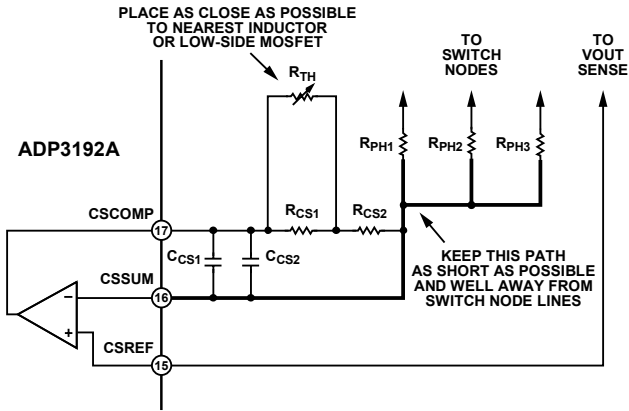 PLACE AS CLOSE AS POSSIBLE
TO NEAREST INDUCTOR
OR LOW-SIDE MOSFET
TO
SWITCH
NODES
TO
VOUT
SENSE
RTH
RPH1
RPH2
RPH3
ADP3192A
CSCOMP
17
RCS1
RCS2
CCS1
CCS2
KEEP THIS PATH
AS SHORT AS POSSIBLE
AND WELL AWAY FROM
SWITCH NODE LINES
CSSUM
16
–
+
CSREF
15